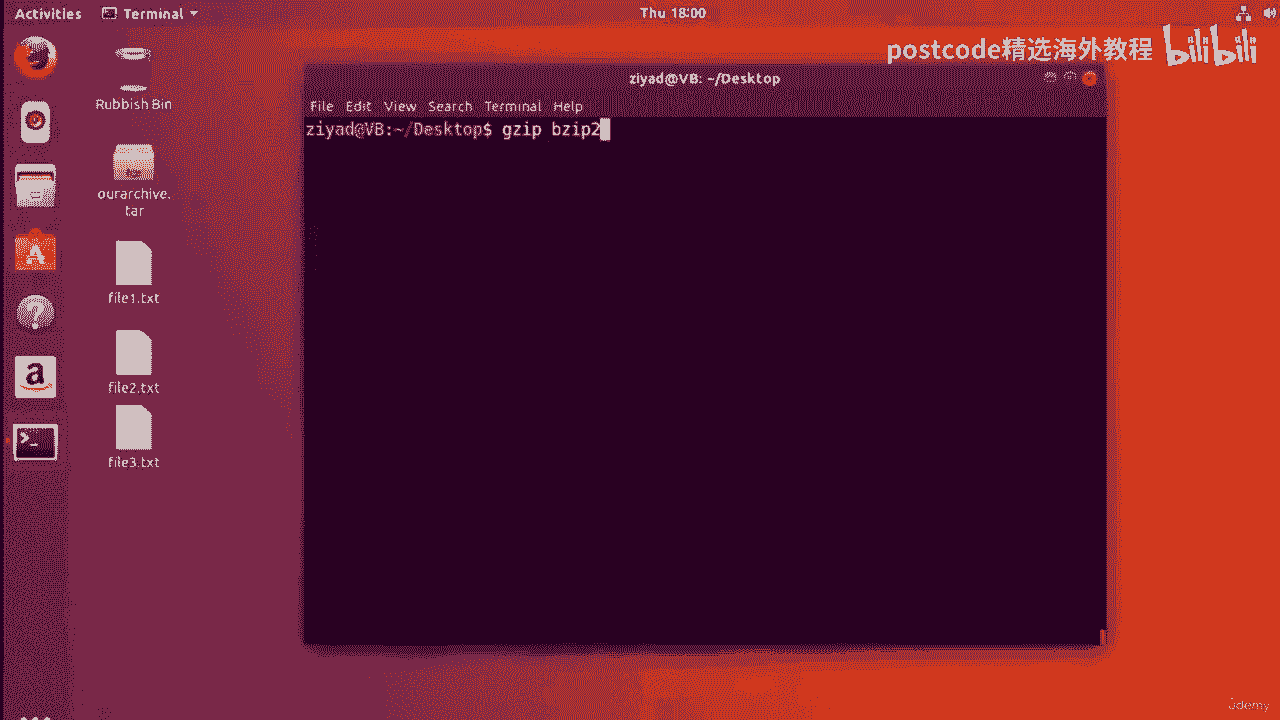 Activities Terminal Thu 18:00
postcode精选海外教程 bilibili
Rubbish Bin
ourarchive.
tar
file1.txt
file2.txt
file3.txt
ziyad@VB: ~/Desktop
File Edit View Search Terminal Help
ziyad@VB:~/Desktop$ gzip bzip2
Udemy